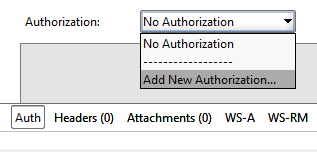 Authorization: No Authorization
No Authorization
------------------
Add New Authorization...
Auth Headers (0) Attachments (0) WS-A WS-RM